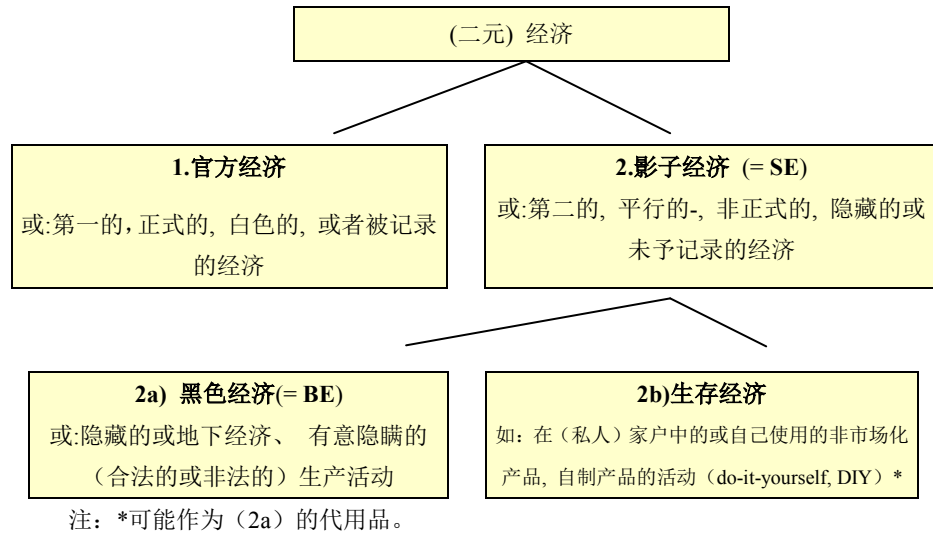 (二元) 经济
1.官方经济
或:第一的，正式的, 白色的, 或者被记录
的经济
2.影子经济 (= SE)
或:第二的, 平行的-, 非正式的, 隐藏的或
未予记录的经济
2a) 黑色经济(= BE)
或:隐藏的或地下经济、 有意隐瞒的
（合法的或非法的）生产活动
2b)生存经济
如：在（私人）家户中的或自己使用的非市场化
产品, 自制产品的活动（do-it-yourself, DIY）*
注：*可能作为（2a）的代用品。